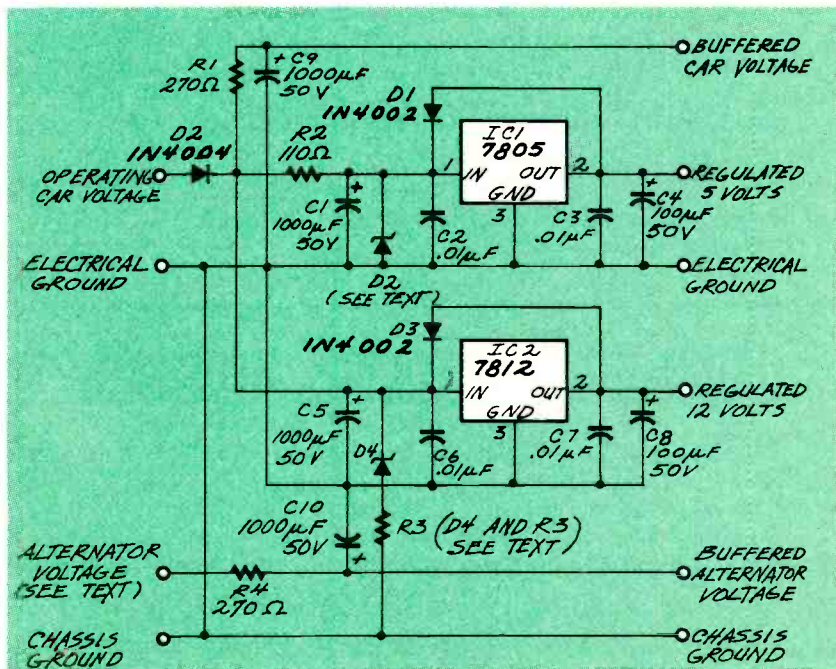 R1
270Ω
+ C9
1000µF
50V
BUFFERED
CAR VOLTAGE
D1
1N4002
D2
1N4004
R2
110Ω
IC1
7805
1
IN
OUT
2
GND
3
OPERATING
CAR VOLTAGE
REGULATED
5 VOLTS
C1
1000µF
50V
+
C2
.01µF
C3
.01µF
+
C4
100µF
50V
D2
(SEE TEXT)
ELECTRICAL
GROUND
ELECTRICAL
GROUND
D3
1N4002
IC2
7812
IN
OUT
2
GND
3
REGULATED
12 VOLTS
C5
1000µF
50V
+
D4
C6
.01µF
C7
.01µF
+
C8
100µF
50V
C10
1000µF
50V
+
R3 (D4 AND R3)
SEE TEXT)
ALTERNATOR
VOLTAGE
(SEE TEXT)
R4
270Ω
BUFFERED
ALTERNATOR
VOLTAGE
CHASSIS
GROUND
CHASSIS
GROUND